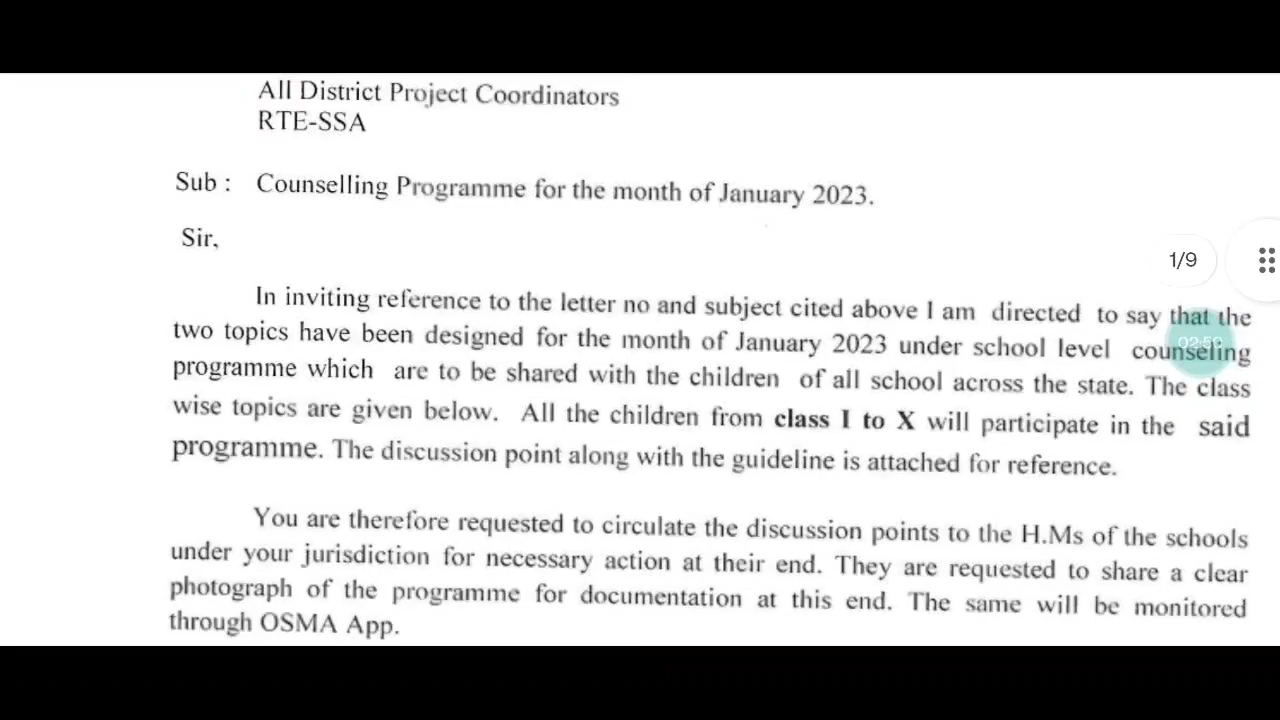 All District Project Coordinators
RTE-SSA
Sub : Counselling Programme for the month of January 2023.
Sir,
In inviting reference to the letter no and subject cited above I am directed to say that the
two topics have been designed for the month of January 2023 under school level counseling
programme which are to be shared with the children of all school across the state. The class
wise topics are given below. All the children from class I to X will participate in the said
programme. The discussion point along with the guideline is attached for reference.
You are therefore requested to circulate the discussion points to the H.Ms of the schools
under your jurisdiction for necessary action at their end. They are requested to share a clear
photograph of the programme for documentation at this end. The same will be monitored
through OSMA App.
1/9
02:50